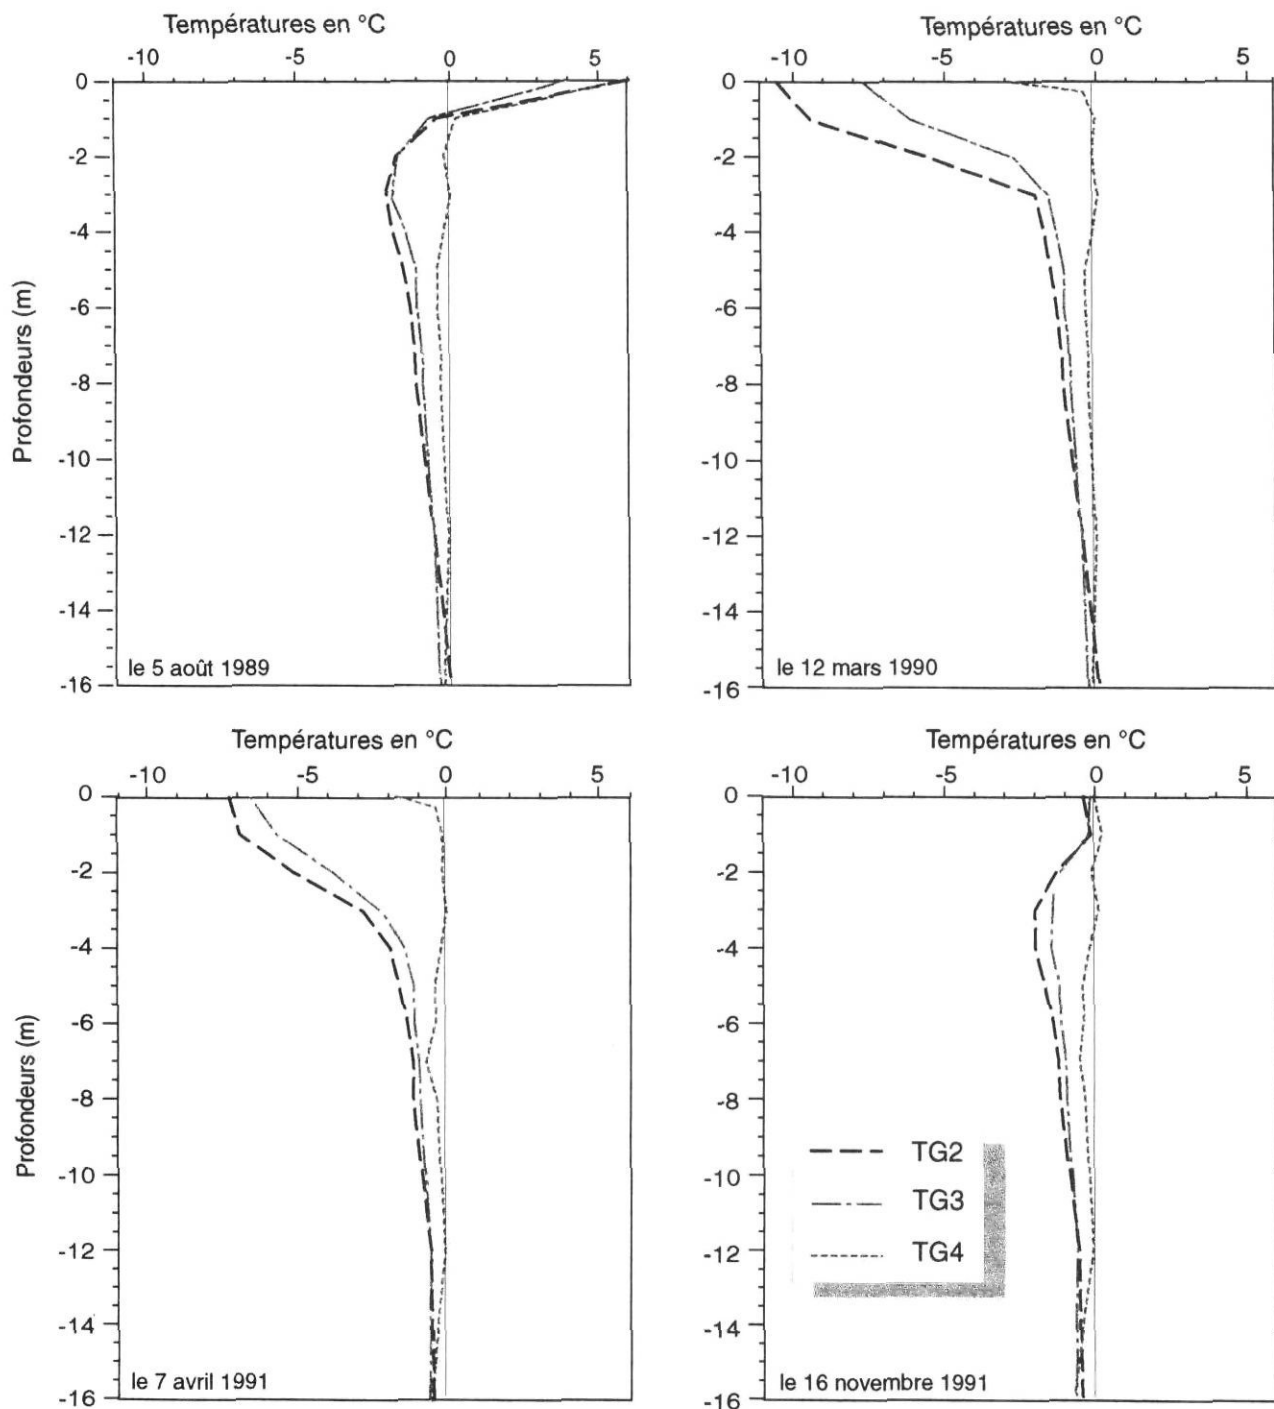 Températures en °C
-10 -5 0 5
0
-2
-4
-6
-8
-10
-12
-14
-16
Profondeurs (m)
le 5 août 1989
Températures en °C
-10 -5 0 5
0
-2
-4
-6
-8
-10
-12
-14
-16
le 12 mars 1990
Températures en °C
-10 -5 0 5
0
-2
-4
-6
-8
-10
-12
-14
-16
Profondeurs (m)
le 7 avril 1991
Températures en °C
-10 -5 0 5
0
-2
-4
-6
-8
-10
-12
-14
-16
TG2
TG3
TG4
le 16 novembre 1991